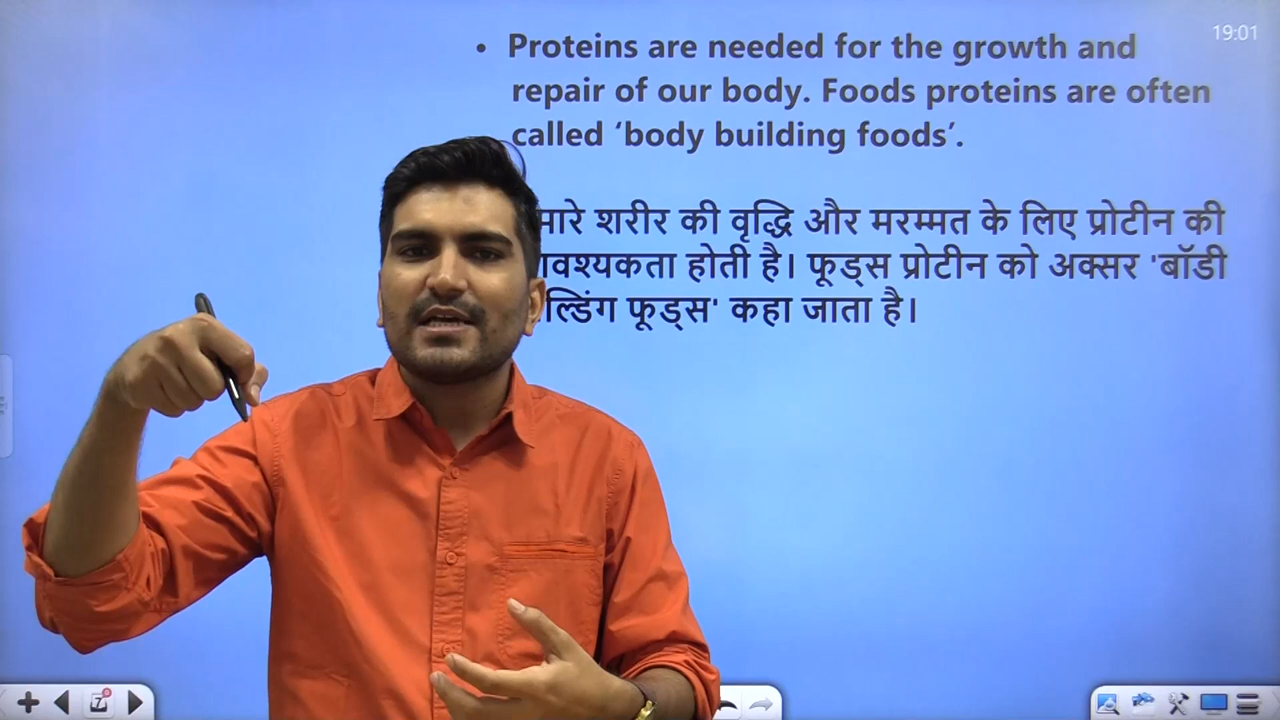 19:01
• Proteins are needed for the growth and
repair of our body. Foods proteins are often
called ‘body building foods’.
शरीर की वृद्धि और मरम्मत के लिए प्रोटीन की
होती है। फूड्स प्रोटीन को अक्सर 'बॉडी
फूड्स' कहा जाता है।
7